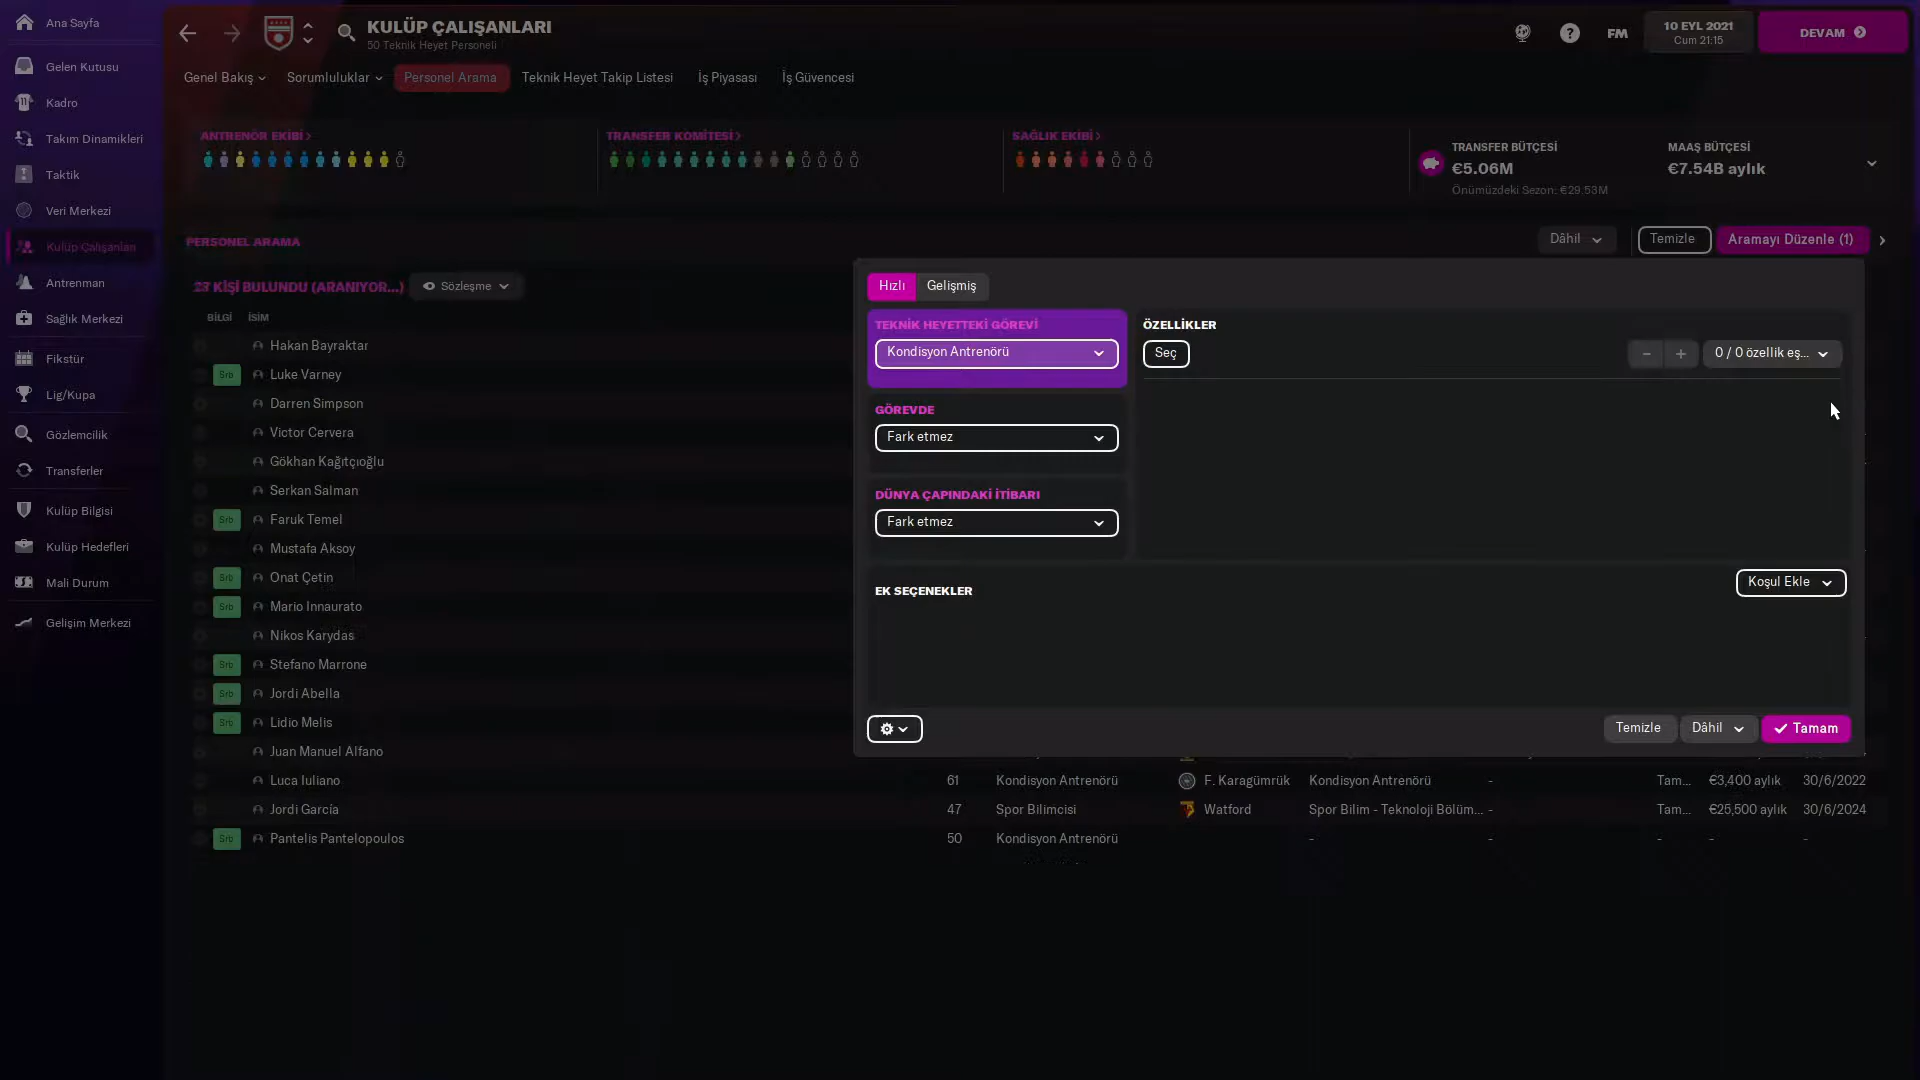 Ana Sayfa
Gelen Kutusu
Kadro
Takım Dinamikleri
Taktik
Veri Merkezi
Kulüp Çalışanları
Antrenman
Sağlık Merkezi
Fikstür
Lig/Kupa
Gözlemcilik
Transferler
Kulüp Bilgisi
Kulüp Hedefleri
Mali Durum
Gelişim Merkezi
KULÜP ÇALIŞANLARI
50 Teknik Heyet Personeli
FM
10 EYL 2021
Cum 21:15
DEVAM
Genel Bakış Sorumluluklar Personel Arama Teknik Heyet Takip Listesi İş Piyasası İş Güvencesi
ANTRENÖR EKİBİ>
TRANSFER KOMİTESİ>
SAĞLIK EKİBİ>
TRANSFER BÜTÇESİ
€5.06M
Önümüzdeki Sezon: €29.53M
MAAŞ BÜTÇESİ
€7.54B aylık
PERSONEL ARAMA
Dâhil
Temizle
Aramayı Düzenle (1)
KİŞİ BULUNDU (ARANIYOR...)
Sözleşme
BİLGİ İSİM
Hakan Bayraktar
Srb Luke Varney
Darren Simpson
Victor Cervera
Gökhan Kağıtçıoğlu
Serkan Salman
Srb Faruk Temel
Mustafa Aksoy
Srb Onat Çetin
Srb Mario Innaurato
Nikos Karydas
Srb Stefano Marrone
Srb Jordi Abella
Srb Lidio Melis
Juan Manuel Alfano
Luca Iuliano 61 Kondisyon Antrenörü F. Karagümrük Kondisyon Antrenörü - Tam... €3,400 aylık 30/6/2022
Jordi García 47 Spor Bilimcisi Watford Spor Bilim - Teknoloji Bölüm... - Tam... €25,500 aylık 30/6/2024
Srb Pantelis Pantelopoulos 50 Kondisyon Antrenörü - - - - -
Hızlı
Gelişmiş
TEKNİK HEYETTEKİ GÖREVİ
Kondisyon Antrenörü
GÖREVDE
Fark etmez
DÜNYA ÇAPINDAKİ İTİBARI
Fark etmez
ÖZELLİKLER
Seç
- +
0 / 0 özellik eş...
EK SEÇENEKLER
Koşul Ekle
Temizle
Dâhil
Tamam